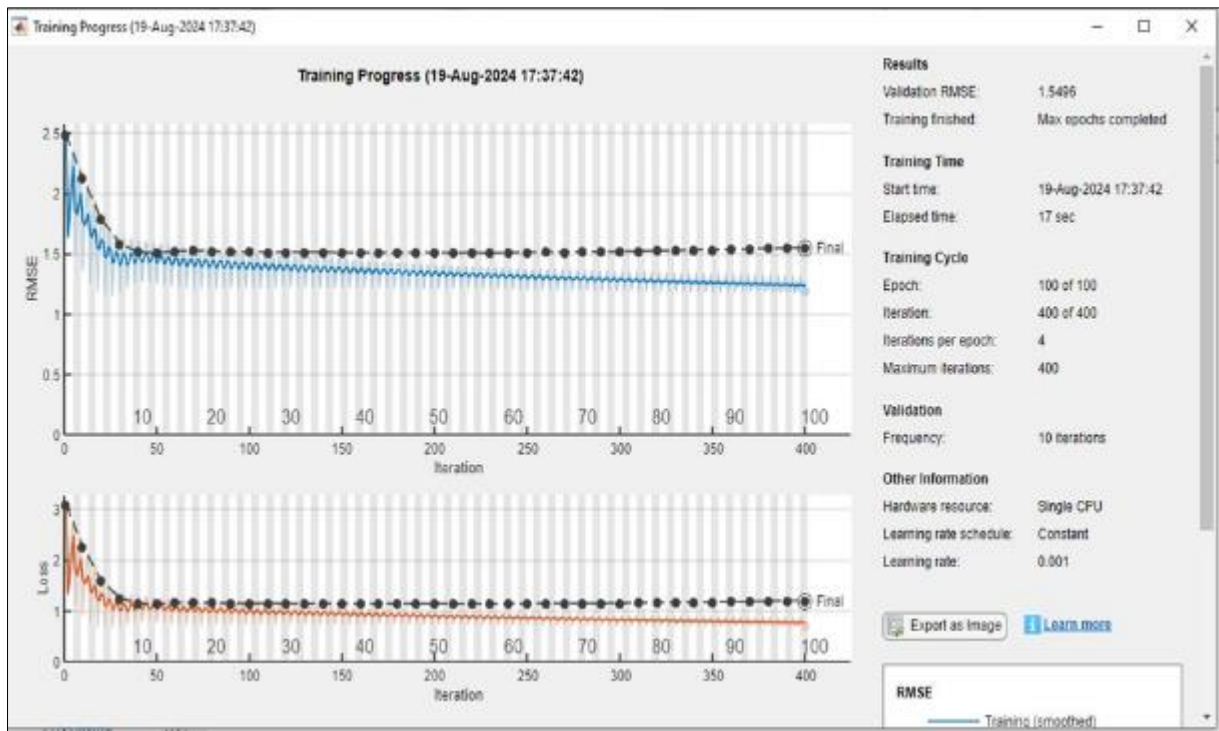 Training Progress (19-Aug-2024 17:37:42)
Training Progress (19-Aug-2024 17:37:42)
2.5
2
1.5
1
0.5
0
RMSE
Final
10 20 30 40 50 60 70 80 90 100
0 50 100 150 200 250 300 350 400
Iteration
3
2
1
0
Loss
Final
10 20 30 40 50 60 70 80 90 100
0 50 100 150 200 250 300 350 400
Iteration
Results
Validation RMSE: 1.5496
Training finished: Max epochs completed
Training Time
Start time: 19-Aug-2024 17:37:42
Elapsed time: 17 sec
Training Cycle
Epoch: 100 of 100
Iteration: 400 of 400
Iterations per epoch: 4
Maximum iterations: 400
Validation
Frequency: 10 iterations
Other Information
Hardware resource: Single CPU
Learning rate schedule: Constant
Learning rate: 0.001
Export as Image
Learn more
RMSE
Training (smoothed)